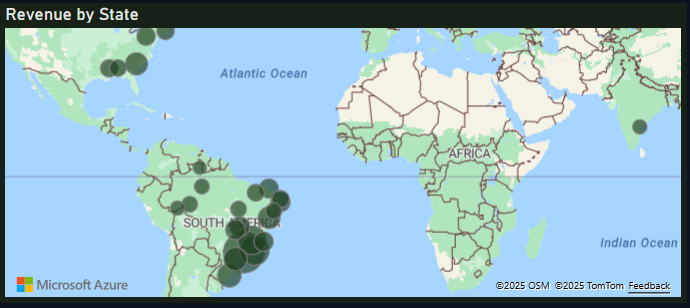 Revenue by State
Atlantic Ocean
AFRICA
SOUTH AMERICA
Indian Ocean
Microsoft Azure
©2025 OSM ©2025 TomTom Feedback